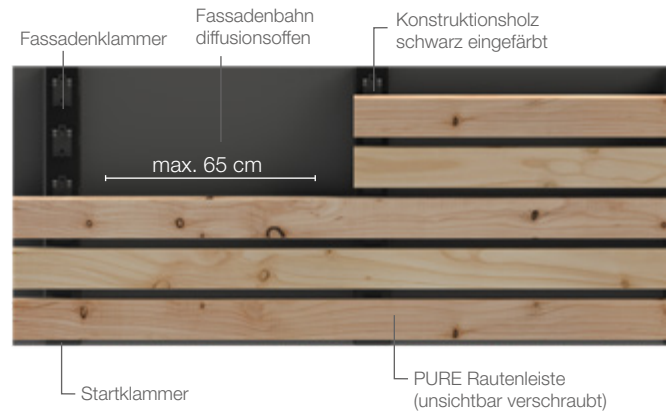 Fassadenklammer
Fassadenbahn
diffusionsoffen
Konstruktionsholz
schwarz eingefärbt
max. 65 cm
Startklammer
PURE Rautenleiste
(unsichtbar verschraubt)